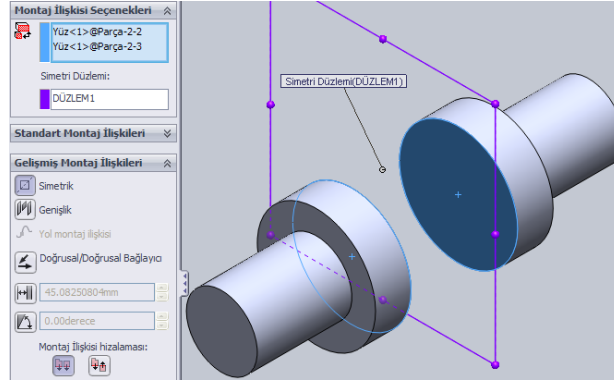 Montaj İlişkisi Seçenekleri
Yüz<1>@Parça-2-2
Yüz<1>@Parça-2-3
Simetri Düzlemi:
DÜZLEM1
Standart Montaj İlişkileri
Gelişmiş Montaj İlişkileri
Simetrik
Genişlik
Yol montaj ilişkisi
Doğrusal/Doğrusal Bağlayıcı
45.08250804mm
0.00derece
Montaj İlişkisi hizalaması:
Simetri Düzlemi(DÜZLEM1)